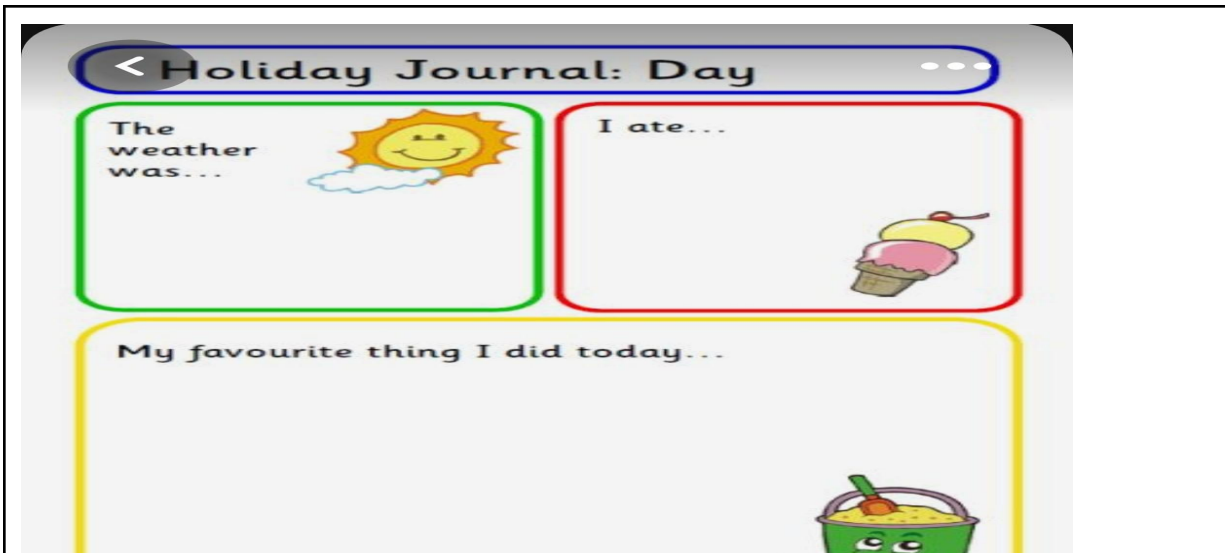 Holiday Journal: Day
The
weather
was...
I ate...
My favourite thing I did today...